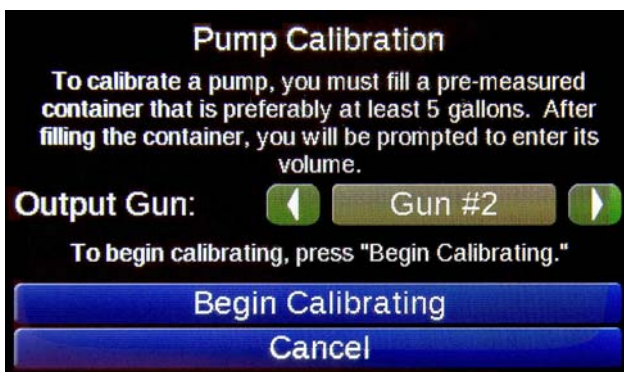 Pump Calibration
To calibrate a pump, you must fill a pre-measured
container that is preferably at least 5 gallons. After
filling the container, you will be prompted to enter its
volume.
Output Gun: Gun #2
To begin calibrating, press "Begin Calibrating."
Begin Calibrating
Cancel